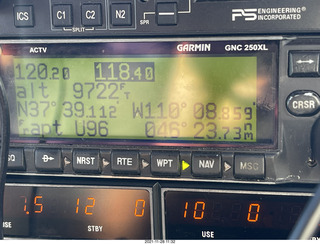 ICS C1 C2 N2 SPR
SPLIT
PS ENGINEERING® INCORPORATED
ACTV GARMIN GNC 250XL
120.20 118.40
alt 9722FT
N37°39.112 W110°08.859
rapt U96 046°23.7nm
CRSR
NRST RTE WPT NAV MSG
1.5 12 0 10 0
USE STBY USE
2021-11-28 11:32